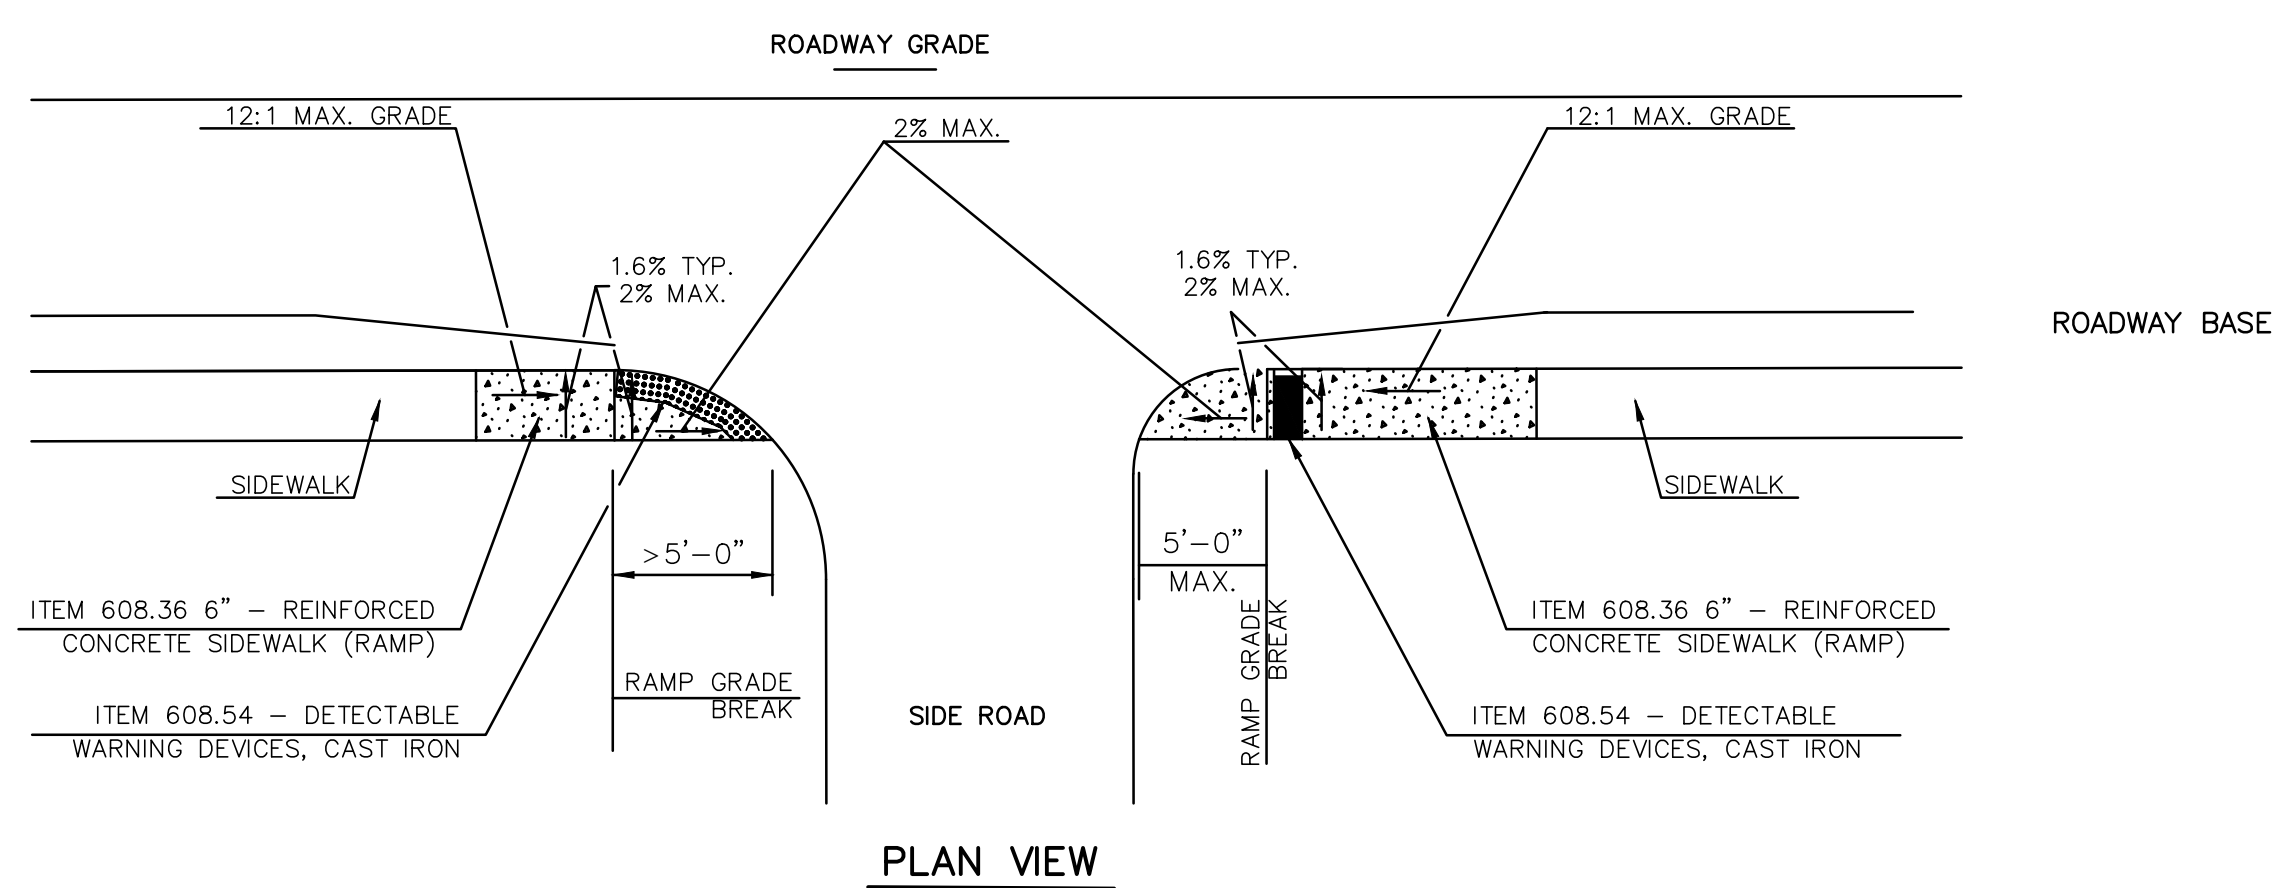 ROADWAY GRADE
12:1 MAX. GRADE
2% MAX.
12:1 MAX. GRADE
1.6% TYP.
2% MAX.
1.6% TYP.
2% MAX.
ROADWAY BASE
SIDEWALK
SIDEWALK
>5'-0"
5'-0"
MAX.
ITEM 608.36 6" - REINFORCED
CONCRETE SIDEWALK (RAMP)
RAMP GRADE
BREAK
ITEM 608.36 6" - REINFORCED
CONCRETE SIDEWALK (RAMP)
RAMP GRADE
BREAK
ITEM 608.54 - DETECTABLE
WARNING DEVICES, CAST IRON
SIDE ROAD
ITEM 608.54 - DETECTABLE
WARNING DEVICES, CAST IRON
PLAN VIEW